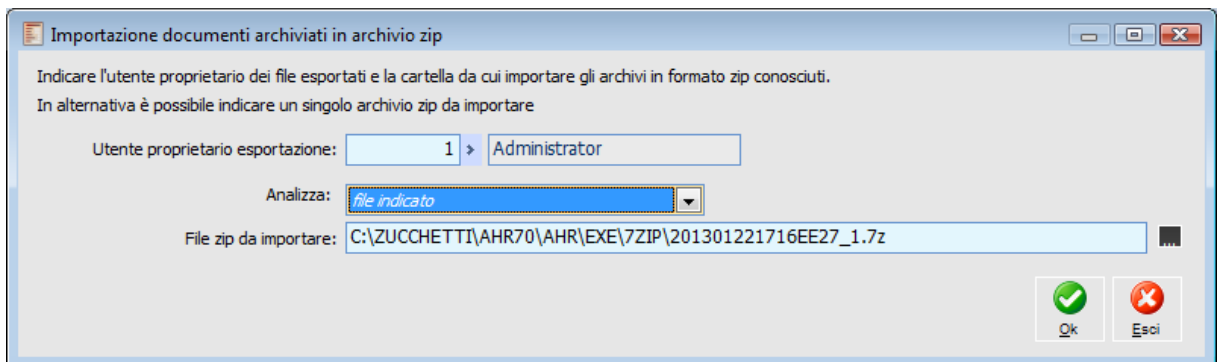 Importazione documenti archiviati in archivio zip
Indicare l'utente proprietario dei file esportati e la cartella da cui importare gli archivi in formato zip conosciuti.
In alternativa è possibile indicare un singolo archivio zip da importare
Utente proprietario esportazione: 1 Administrator
Analizza: file indicato
File zip da importare: C:\ZUCCHETTI\AHR70\AHR\EXE\7ZIP\201301221716EE27_1.7z ...
Ok Esci